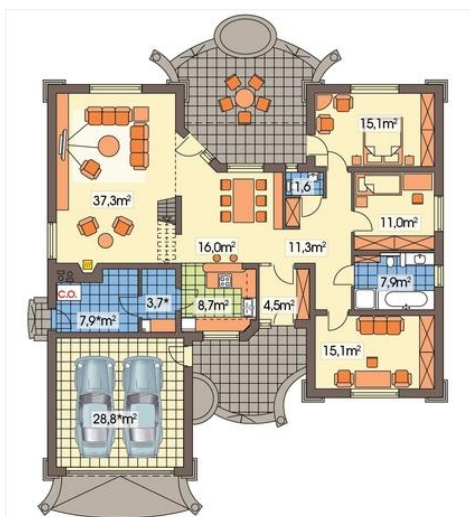 15,1m²
1,6
37,3m²
11,0m²
16,0m²
11,3m²
C.O.
7,9m²
3,7*
8,7m²
4,5m²
7,9*m²
15,1m²
28,8*m²